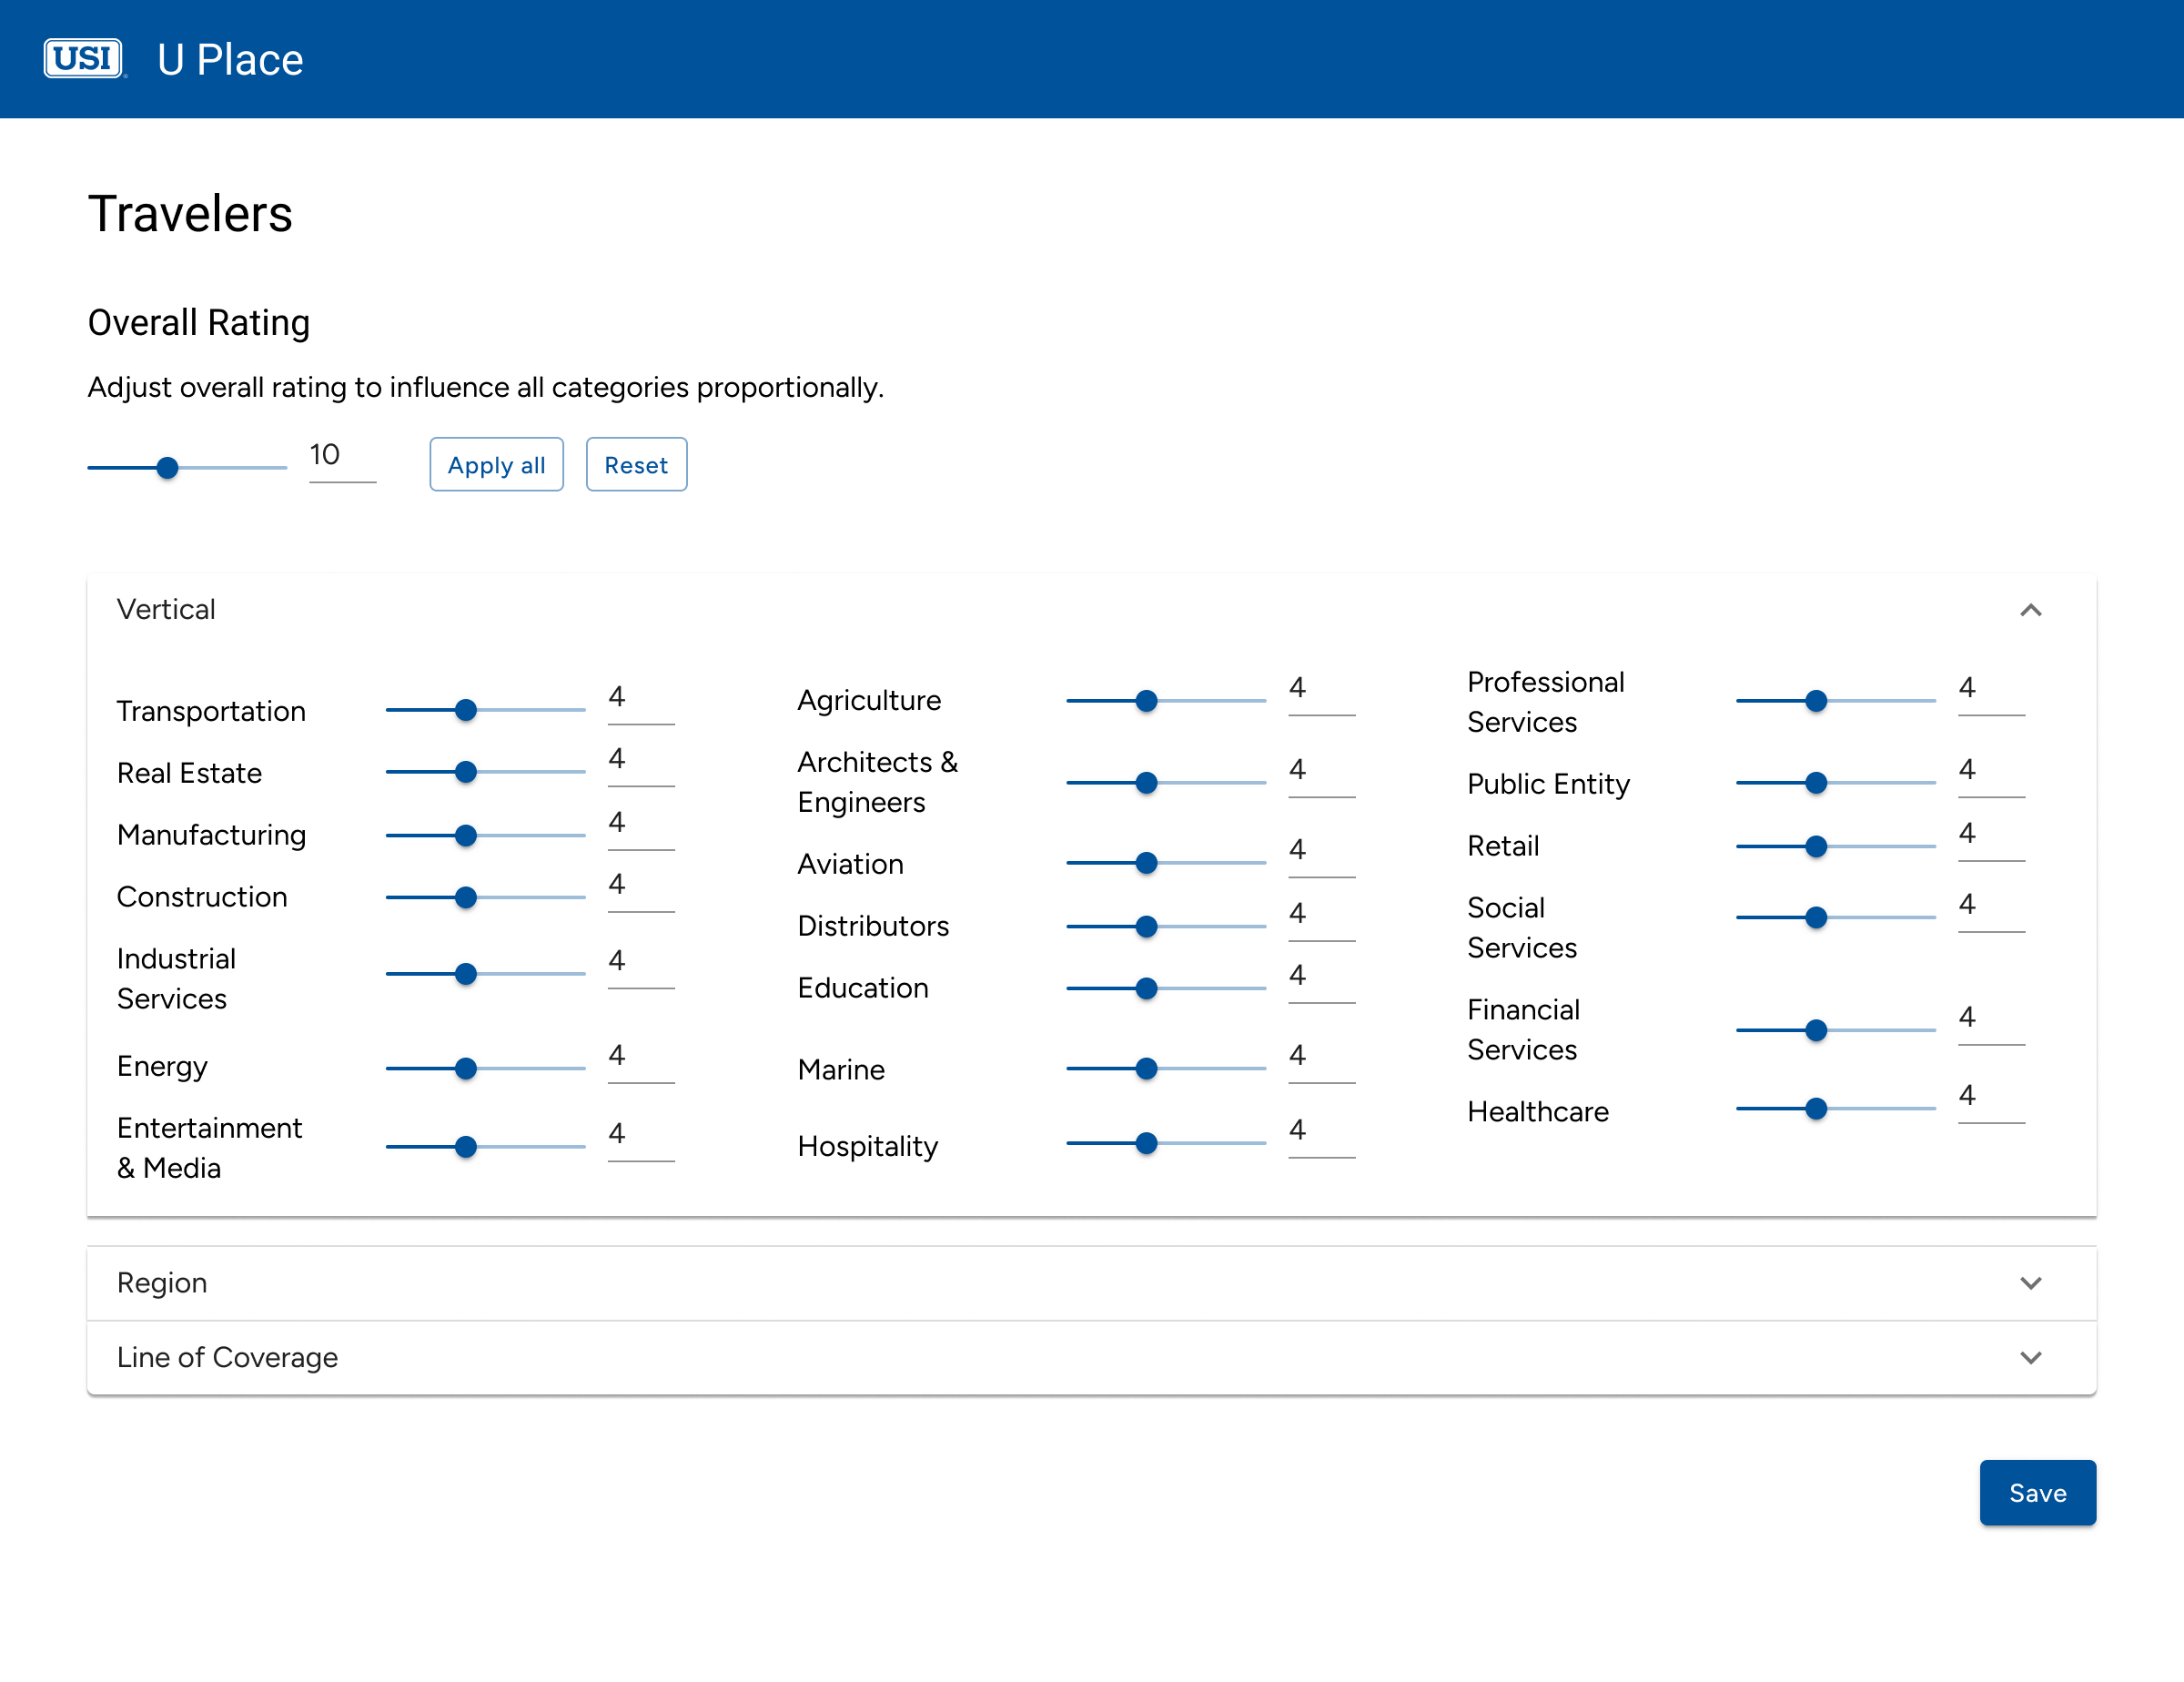 USI U Place
Travelers
Overall Rating
Adjust overall rating to influence all categories proportionally.
10 Apply all Reset
Vertical
Transportation 4
Real Estate 4
Manufacturing 4
Construction 4
Industrial
Services 4
Energy 4
Entertainment
& Media 4
Agriculture 4
Architects &
Engineers 4
Aviation 4
Distributors 4
Education 4
Marine 4
Hospitality 4
Professional
Services 4
Public Entity 4
Retail 4
Social
Services 4
Financial
Services 4
Healthcare 4
Region
Line of Coverage
Save